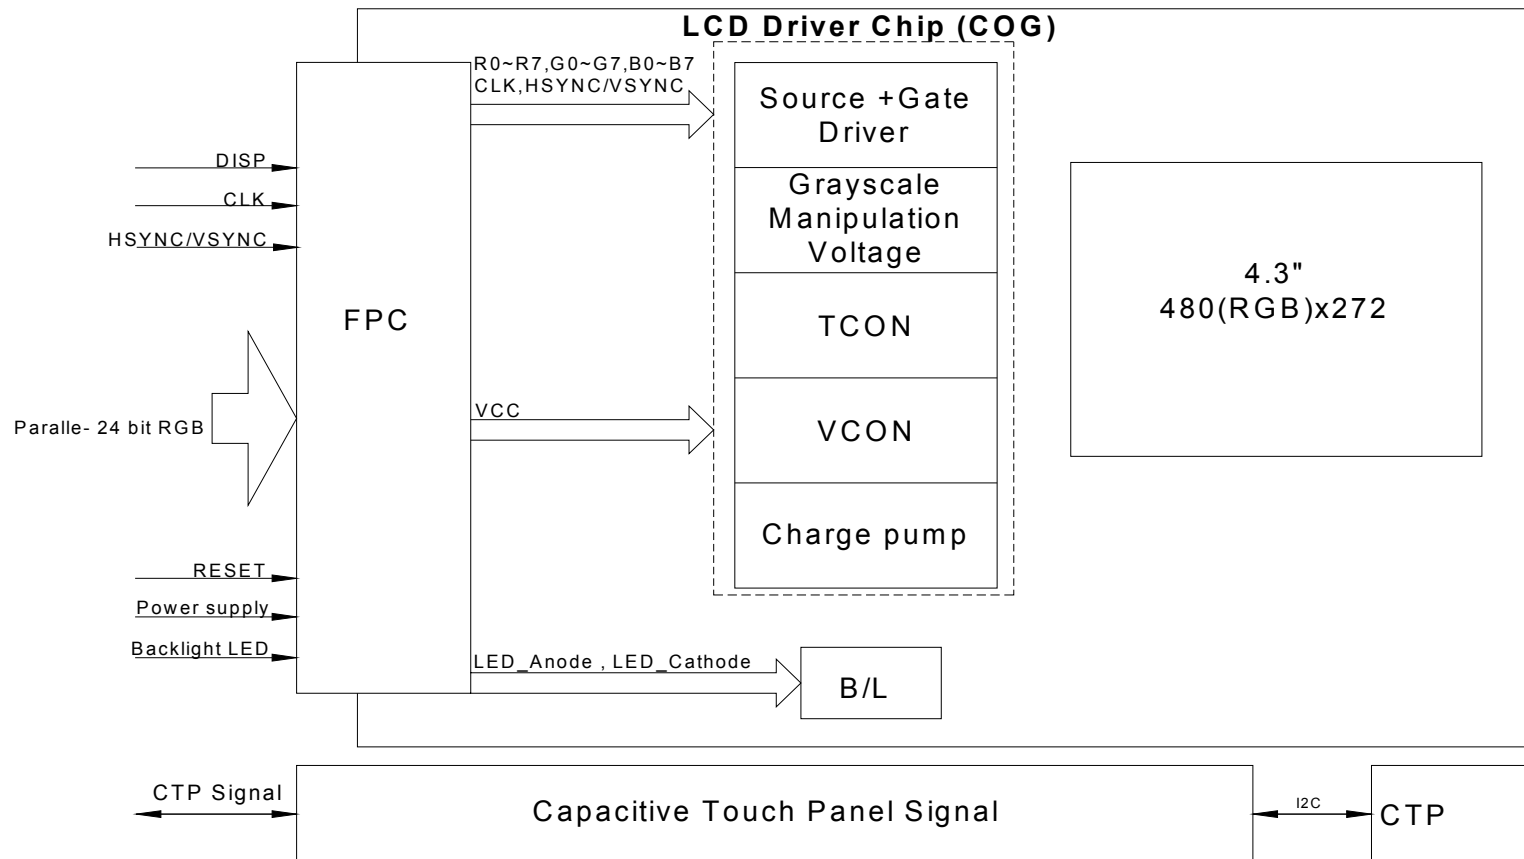 LCD Driver Chip (COG)
R0~R7,G0~G7,B0~B7
CLK,HSYNC/VSYNC
Source +Gate
Driver
DISP
CLK
HSYNC/VSYNC
Grayscale
Manipulation
Voltage
4.3"
480(RGB)x272
FPC
TCON
Paralle- 24 bit RGB
VCC
VCON
Charge pump
RESET
Power supply
Backlight LED
LED_Anode , LED_Cathode
B/L
CTP Signal
Capacitive Touch Panel Signal
I2C
CTP